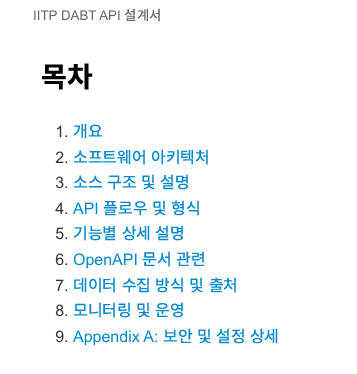 IITP DABT API 설계서
목차
1. 개요
2. 소프트웨어 아키텍처
3. 소스 구조 및 설명
4. API 플로우 및 형식
5. 기능별 상세 설명
6. OpenAPI 문서 관련
7. 데이터 수집 방식 및 출처
8. 모니터링 및 운영
9. Appendix A: 보안 및 설정 상세